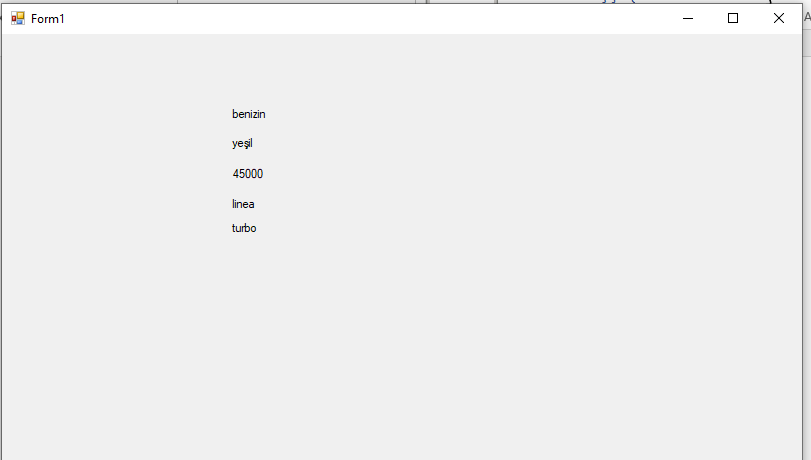 Form1
benizin
yeşil
45000
linea
turbo